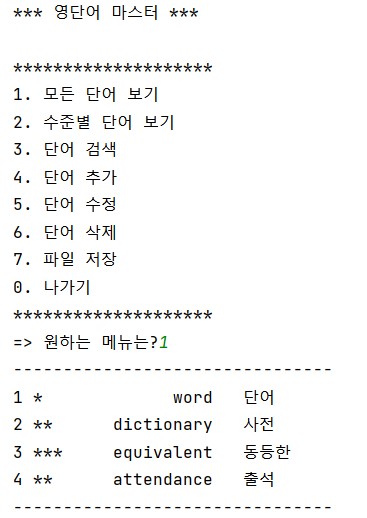 *** 영단어 마스터 ***
********************
1. 모든 단어 보기
2. 수준별 단어 보기
3. 단어 검색
4. 단어 추가
5. 단어 수정
6. 단어 삭제
7. 파일 저장
0. 나가기
********************
=> 원하는 메뉴는?1
--------------------------------
1 *             word   단어
2 **      dictionary   사전
3 ***     equivalent   동등한
4 **      attendance   출석
--------------------------------